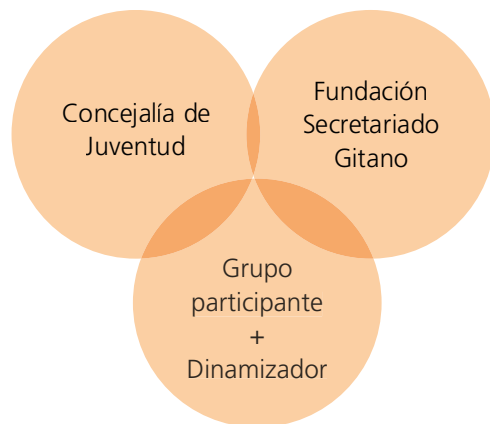 Concejalía de
Juventud
Fundación
Secretariado
Gitano
Grupo
participante
+
Dinamizador